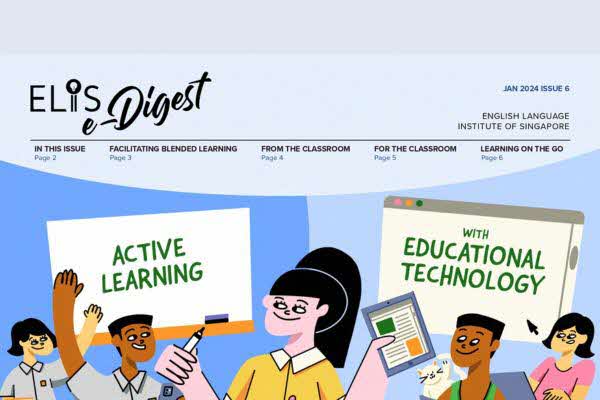 ELIS
e-Digest
JAN 2024 ISSUE 6
ENGLISH LANGUAGE
INSTITUTE OF SINGAPORE
IN THIS ISSUE
Page 2
FACILITATING BLENDED LEARNING
Page 3
FROM THE CLASSROOM
Page 4
FOR THE CLASSROOM
Page 5
LEARNING ON THE GO
Page 6
ACTIVE
LEARNING
WITH
EDUCATIONAL
TECHNOLOGY